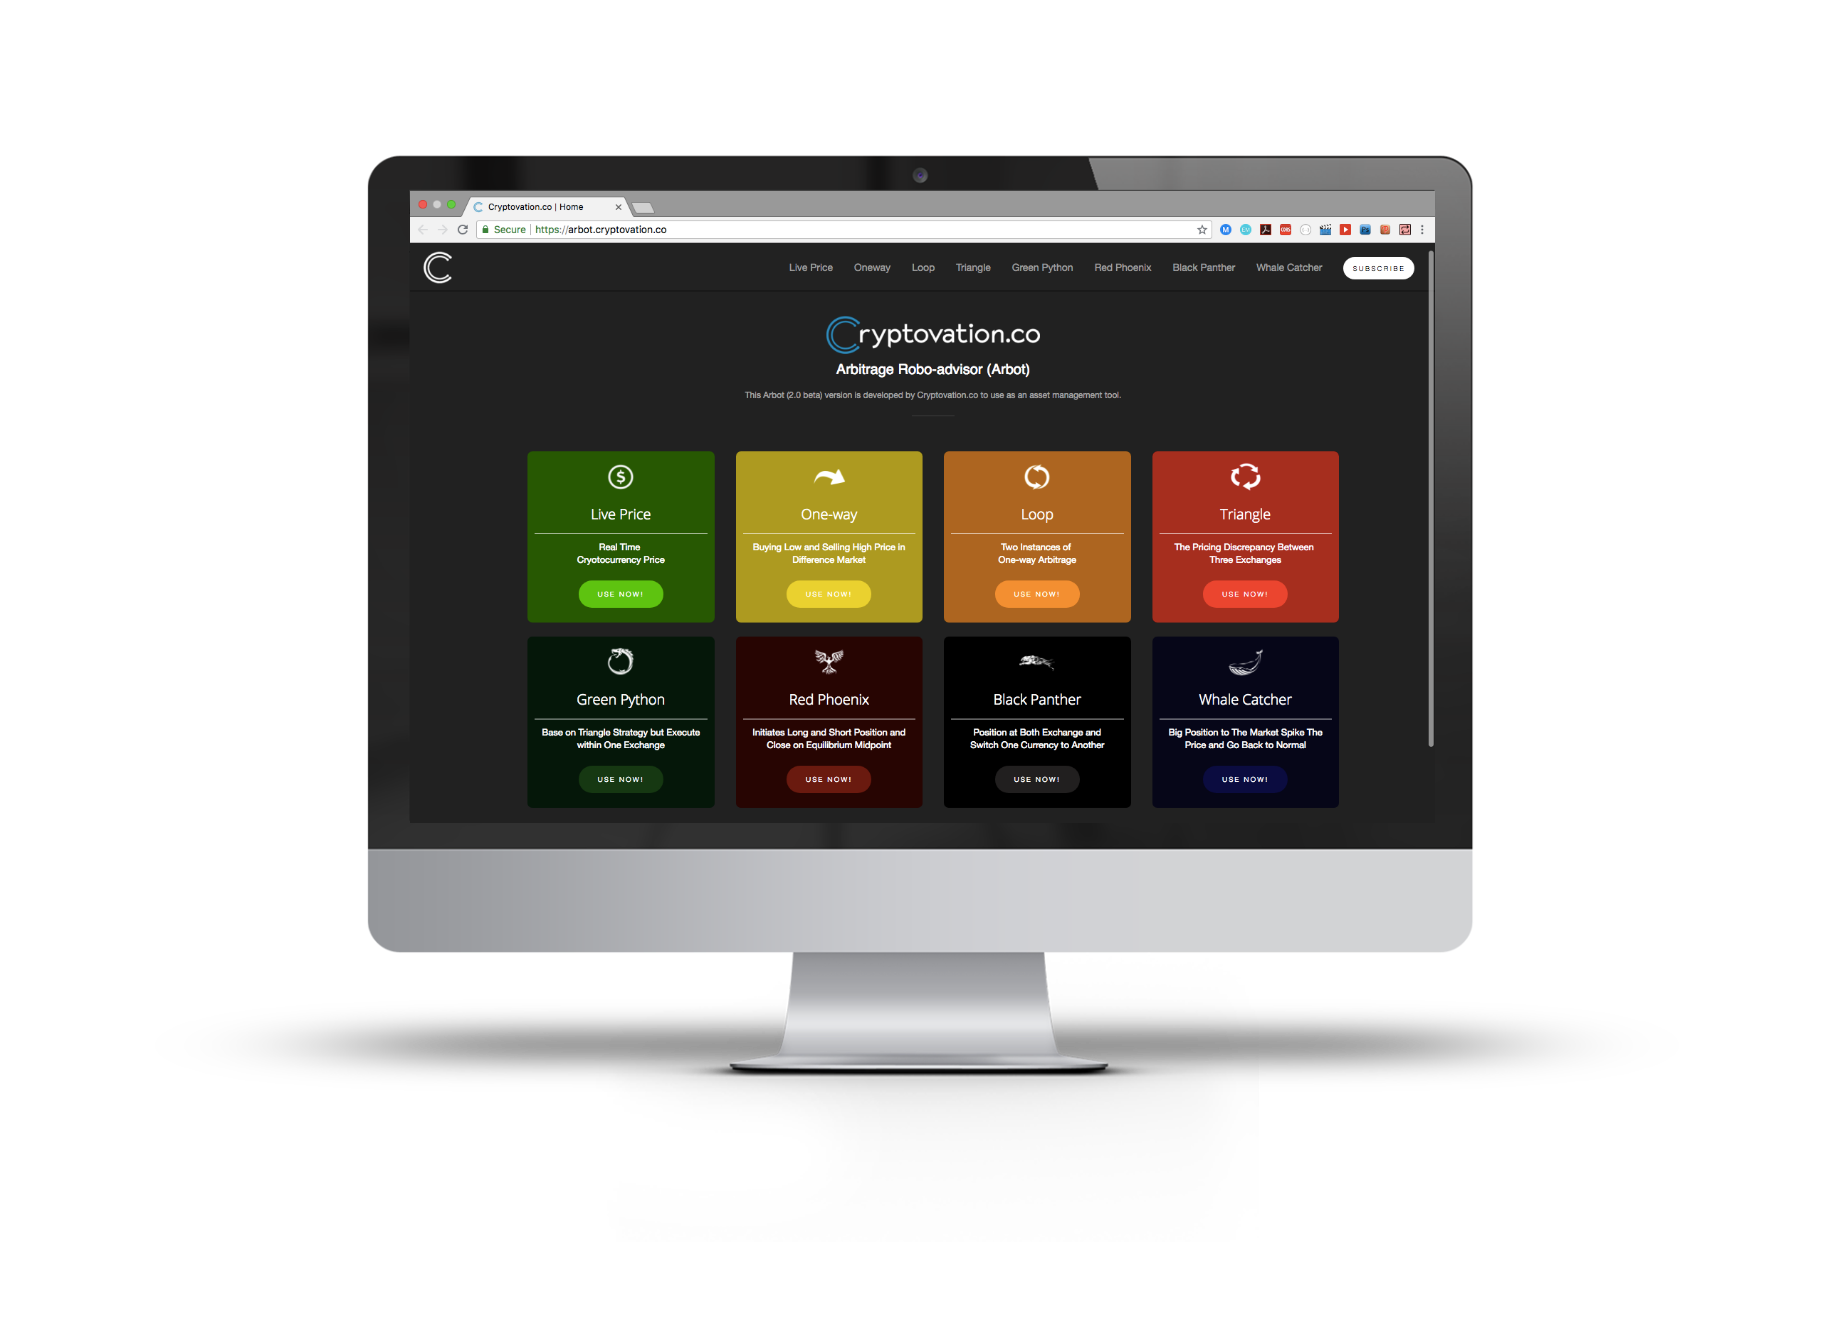 Cryptovation.co | Home
Secure | https://arbot.cryptovation.co
Live Price Oneway Loop Triangle Green Python Red Phoenix Black Panther Whale Catcher SUBSCRIBE
Cryptovation.co
Arbitrage Robo-advisor (Arbot)
This Arbot (2.0 beta) version is developed by Cryptovation.co to use as an asset management tool.
Live Price
Real Time
Cryotocurrency Price
USE NOW!
One-way
Buying Low and Selling High Price in
Difference Market
USE NOW!
Loop
Two Instances of
One-way Arbitrage
USE NOW!
Triangle
The Pricing Discrepancy Between
Three Exchanges
USE NOW!
Green Python
Base on Triangle Strategy but Execute
within One Exchange
USE NOW!
Red Phoenix
Initiates Long and Short Position and
Close on Equilibrium Midpoint
USE NOW!
Black Panther
Position at Both Exchange and
Switch One Currency to Another
USE NOW!
Whale Catcher
Big Position to The Market Spike The
Price and Go Back to Normal
USE NOW!